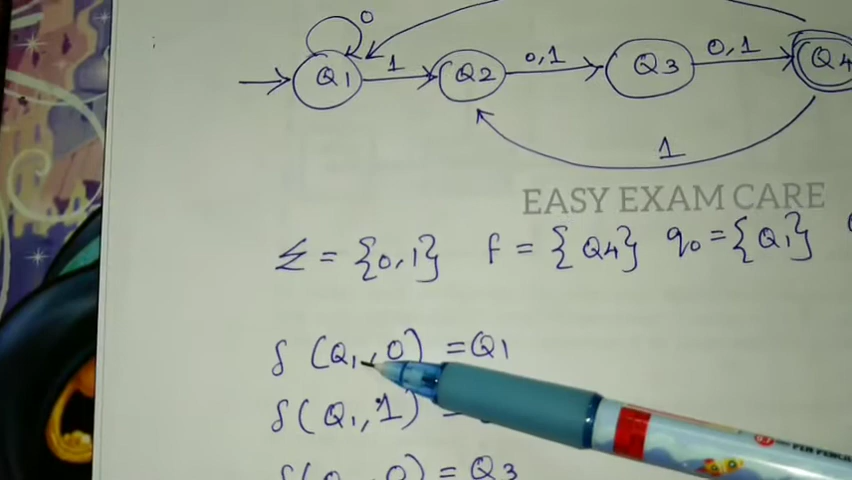 0
Q1 1 Q2 0,1 Q3 0,1 Q4
1
EASY EXAM CARE
Σ = {0,1} f = {Q4} q0 = {Q1}
δ (Q1, 0) = Q1
δ (Q1, 1) =
0) = Q3